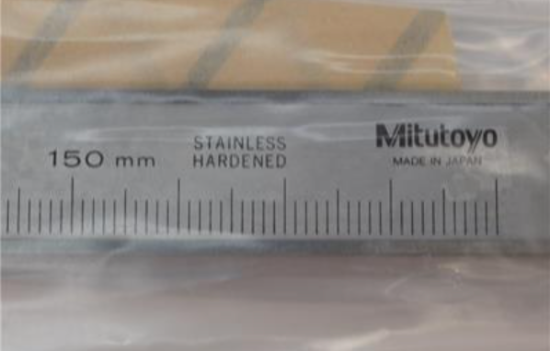 150 mm
STAINLESS
HARDENED
Mitutoyo
MADE IN JAPAN